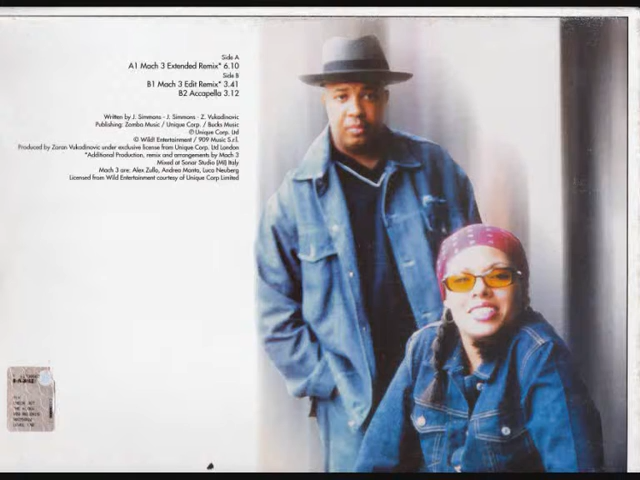 Side A
A1 Mach 3 Extended Remix* 6.10
Side B
B1 Mach 3 Edit Remix* 3.41
B2 Accapella 3.12
Written by J. Simmons - J. Simmons - Z. Vukadinovic
Publishing: Zomba Music / Unique Corp. / Bucks Music
℗ Unique Corp. Ltd
© Wild! Entertainment / 909 Music S.r.l.
Produced by Zoran Vukadinovic under exclusive license from Unique Corp. Ltd London
*Additional Production, remix and arrangements by Mach 3
Mixed at Sonar Studio (MI) Italy
Mach 3 are: Alex Zullo, Andrea Monta, Luca Neuberg
Licensed from Wild Entertainment courtesy of Unique Corp Limited